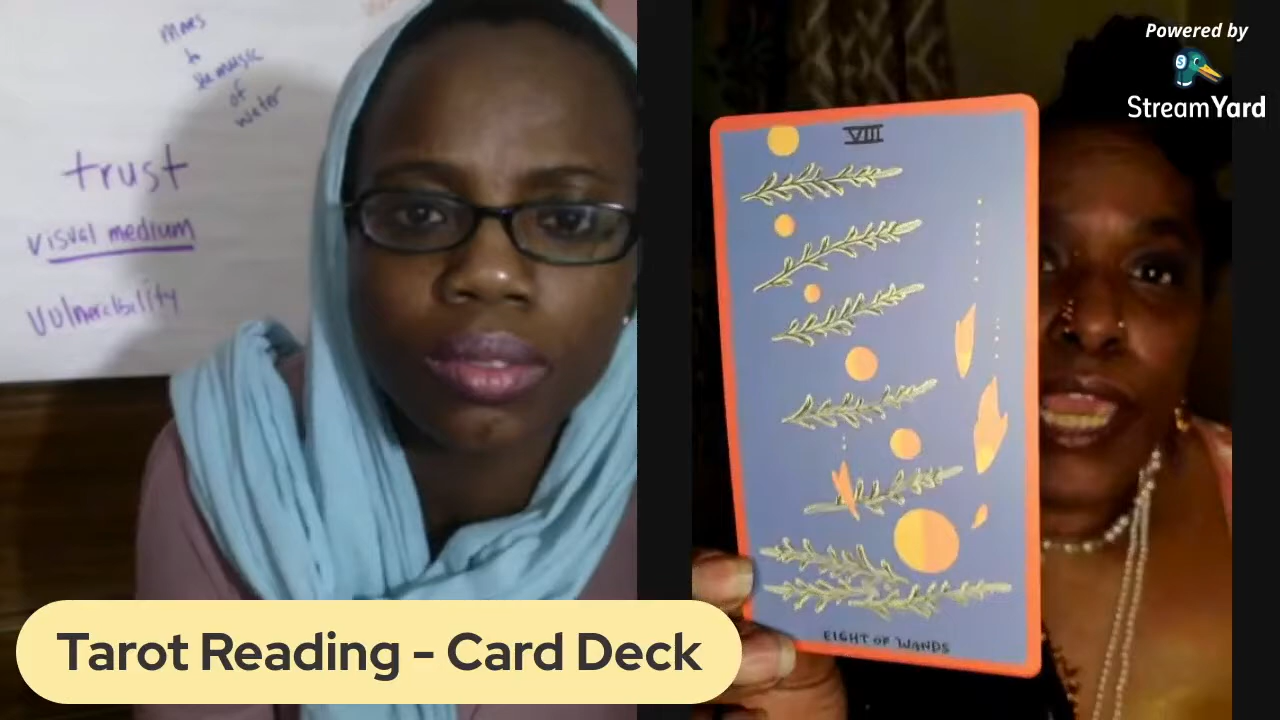 mars
&
the music
of
water
trust
visual medium
vulnerability
Powered by
StreamYard
VIII
EIGHT OF WANDS
Tarot Reading - Card Deck